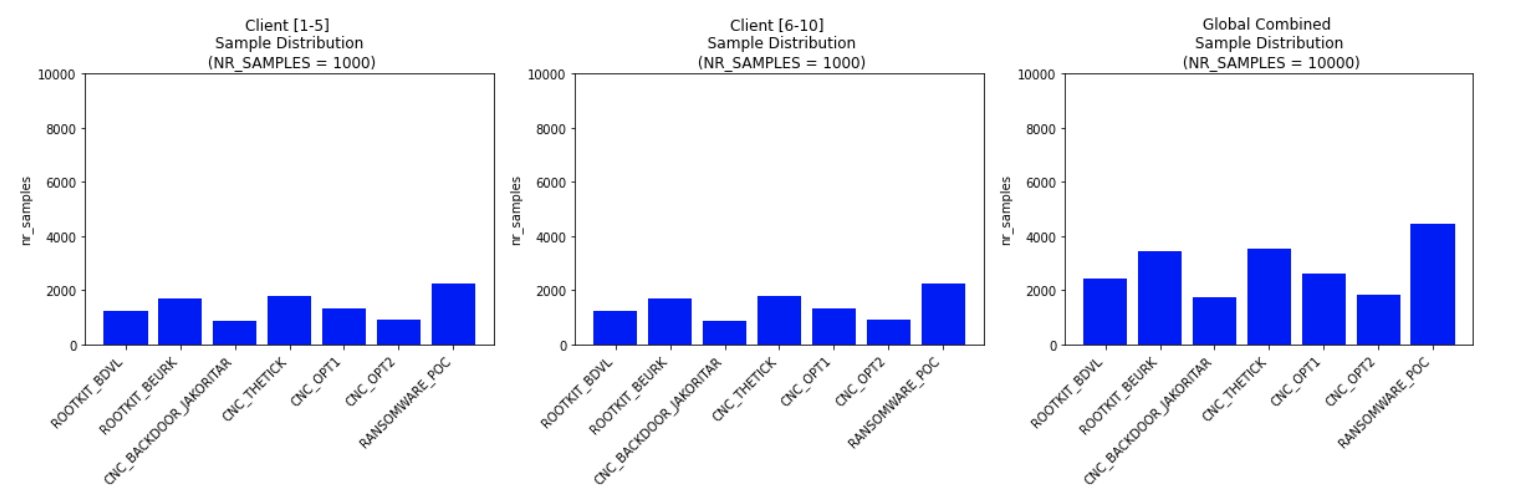 Client [1-5]
Sample Distribution
(NR_SAMPLES = 1000)
10000
8000
6000
4000
2000
0
nr_samples
ROOTKIT_BDVL
ROOTKIT_BEURK
CNC_BACKDOOR_JAKORITAR
CNC_THETICK
CNC_OPT1
CNC_OPT2
RANSOMWARE_POC
Client [6-10]
Sample Distribution
(NR_SAMPLES = 1000)
10000
8000
6000
4000
2000
0
nr_samples
ROOTKIT_BDVL
ROOTKIT_BEURK
CNC_BACKDOOR_JAKORITAR
CNC_THETICK
CNC_OPT1
CNC_OPT2
RANSOMWARE_POC
Global Combined
Sample Distribution
(NR_SAMPLES = 10000)
10000
8000
6000
4000
2000
0
nr_samples
ROOTKIT_BDVL
ROOTKIT_BEURK
CNC_BACKDOOR_JAKORITAR
CNC_THETICK
CNC_OPT1
CNC_OPT2
RANSOMWARE_POC